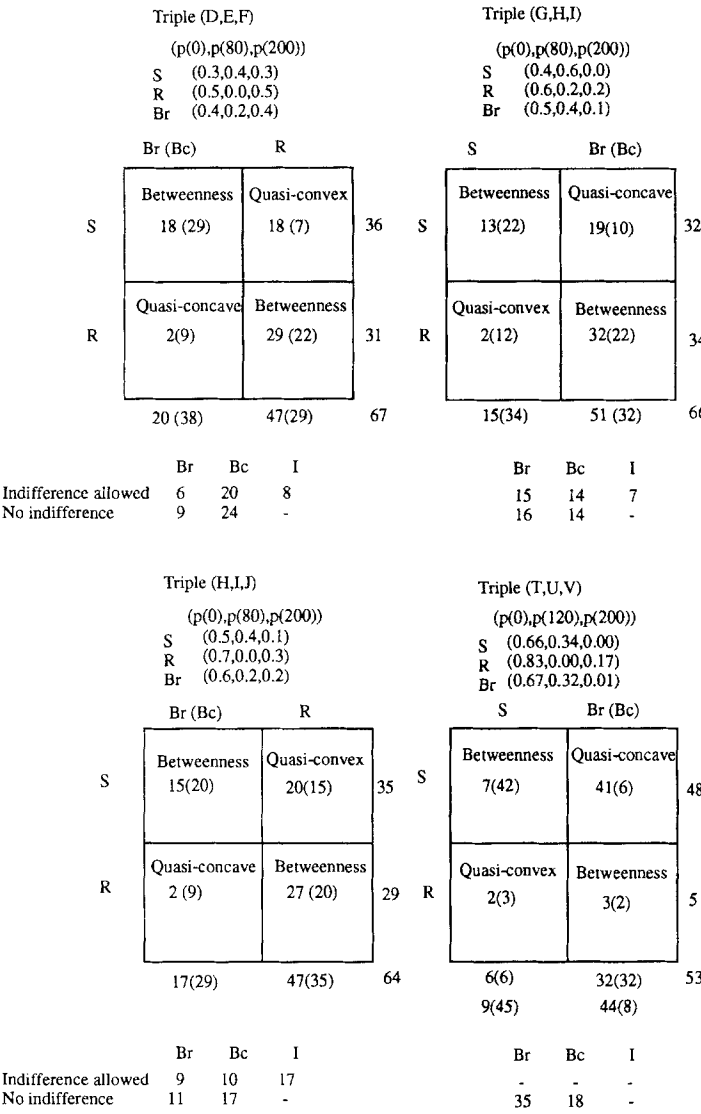 Triple (D,E,F)
(p(0),p(80),p(200))
S (0.3,0.4,0.3)
R (0.5,0.0,0.5)
Br (0.4,0.2,0.4)
Br (Bc) R
Betweenness Quasi-convex
S 18 (29) 18 (7) 36
Quasi-concave Betweenness
R 2(9) 29 (22) 31
20 (38) 47(29) 67
Br Bc I
Indifference allowed 6 20 8
No indifference 9 24 -
Triple (G,H,I)
(p(0),p(80),p(200))
S (0.4,0.6,0.0)
R (0.6,0.2,0.2)
Br (0.5,0.4,0.1)
S Br (Bc)
Betweenness Quasi-concave
S 13(22) 19(10) 32
Quasi-convex Betweenness
R 2(12) 32(22) 34
15(34) 51 (32) 66
Br Bc I
15 14 7
16 14 -
Triple (H,I,J)
(p(0),p(80),p(200))
S (0.5,0.4,0.1)
R (0.7,0.0,0.3)
Br (0.6,0.2,0.2)
Br (Bc) R
Betweenness Quasi-convex
S 15(20) 20(15) 35
Quasi-concave Betweenness
R 2 (9) 27 (20) 29
17(29) 47(35) 64
Br Bc I
Indifference allowed 9 10 17
No indifference 11 17 -
Triple (T,U,V)
(p(0),p(120),p(200))
S (0.66,0.34,0.00)
R (0.83,0.00,0.17)
Br (0.67,0.32,0.01)
S Br (Bc)
Betweenness Quasi-concave
S 7(42) 41(6) 48
Quasi-convex Betweenness
R 2(3) 3(2) 5
6(6) 32(32) 53
9(45) 44(8)
Br Bc I
- - -
35 18 -